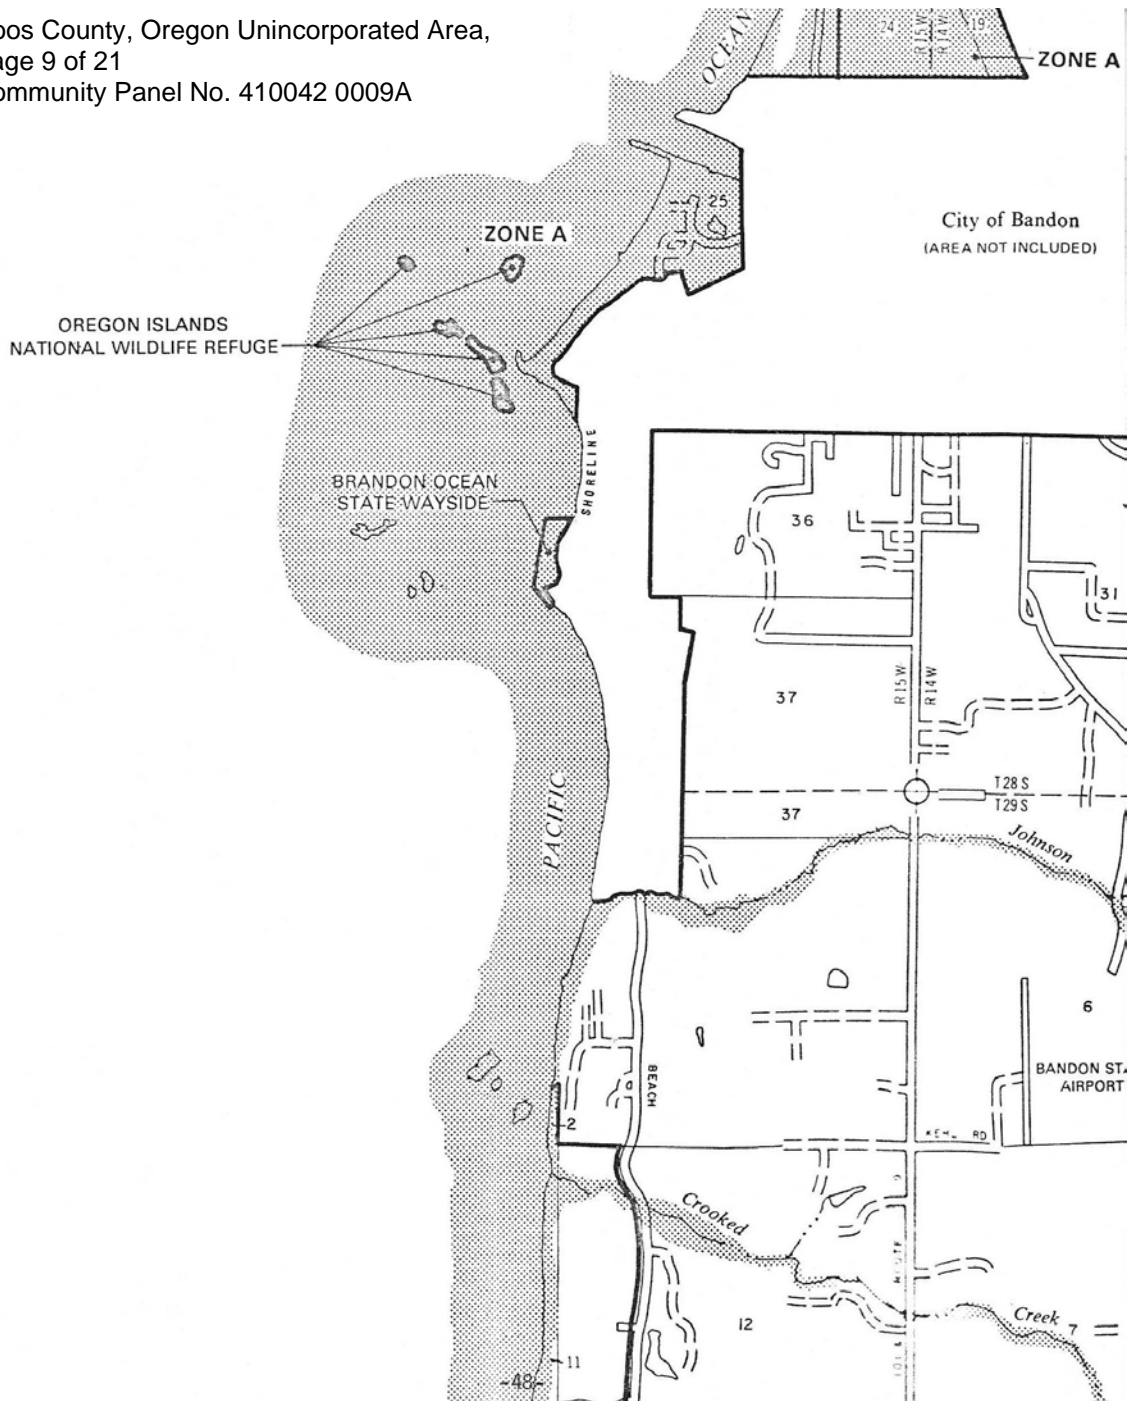 oos County, Oregon Unincorporated Area,
age 9 of 21
ommunity Panel No. 410042 0009A
OCEAN
24
R15W
R14W
19
ZONE A
25
City of Bandon
(AREA NOT INCLUDED)
ZONE A
OREGON ISLANDS
NATIONAL WILDLIFE REFUGE
SHORELINE
BRANDON OCEAN
STATE WAYSIDE
36
31
37
R15W
R14W
PACIFIC
T28S
T29S
37
Johnson
6
BEACH
BANDON STA
AIRPORT
2
RD
Crooked
9
ROUTE
Creek
7
12
101
11
-48-